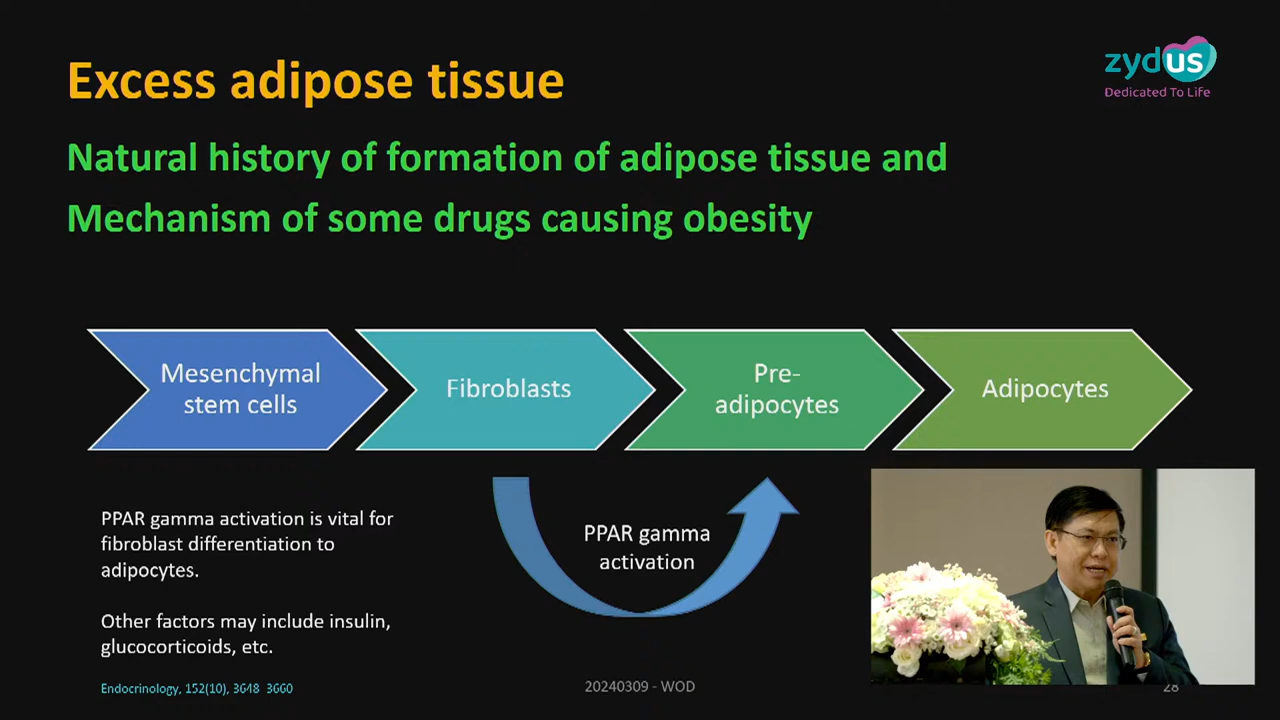 Excess adipose tissue
zydus
Dedicated To Life
Natural history of formation of adipose tissue and
Mechanism of some drugs causing obesity
Mesenchymal
stem cells
Fibroblasts
Pre-
adipocytes
Adipocytes
PPAR gamma activation is vital for
fibroblast differentiation to
adipocytes.
PPAR gamma
activation
Other factors may include insulin,
glucocorticoids, etc.
Endocrinology, 152(10), 3648 3660
20240309 - WOD
28